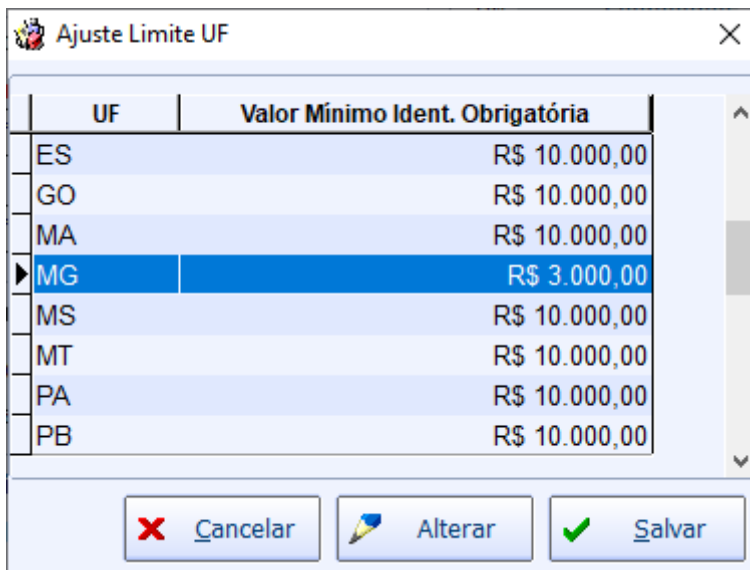 Ajuste Limite UF
UF Valor Mínimo Ident. Obrigatória
ES R$ 10.000,00
GO R$ 10.000,00
MA R$ 10.000,00
MG R$ 3.000,00
MS R$ 10.000,00
MT R$ 10.000,00
PA R$ 10.000,00
PB R$ 10.000,00
Cancelar Alterar Salvar